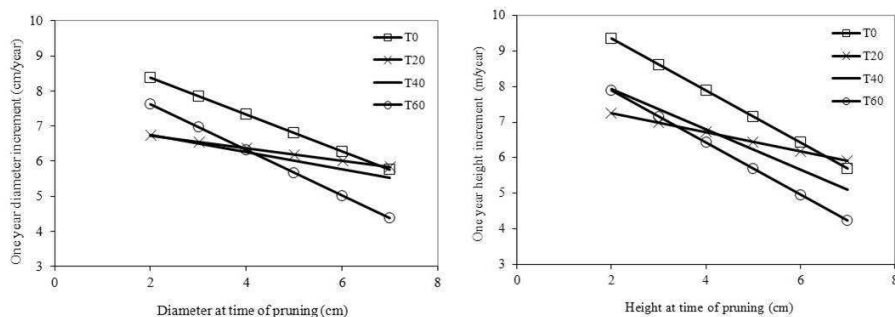 One year diameter increment (cm/year)
10
9
8
7
6
5
4
3
0
2
4
6
8
Diameter at time of pruning (cm)
T0
T20
T40
T60
One year height increment (m/year)
10
9
8
7
6
5
4
3
0
2
4
6
8
Height at time of pruning (cm)
T0
T20
T40
T60